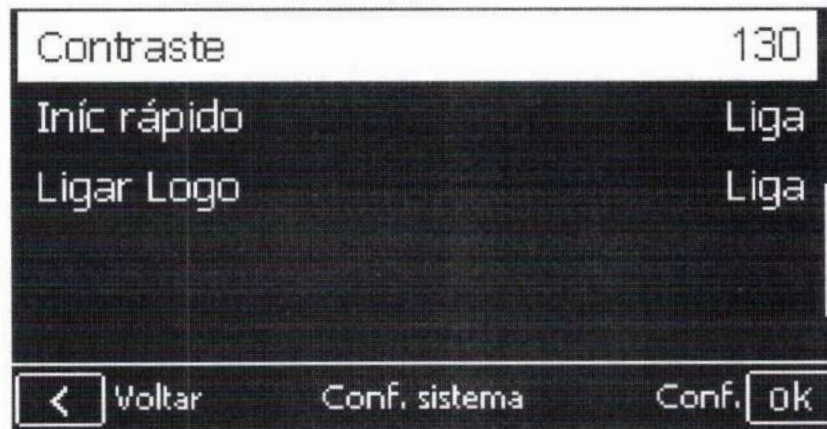 Contraste 130
Iníc rápido Liga
Ligar Logo Liga
< Voltar Conf. sistema Conf. ok